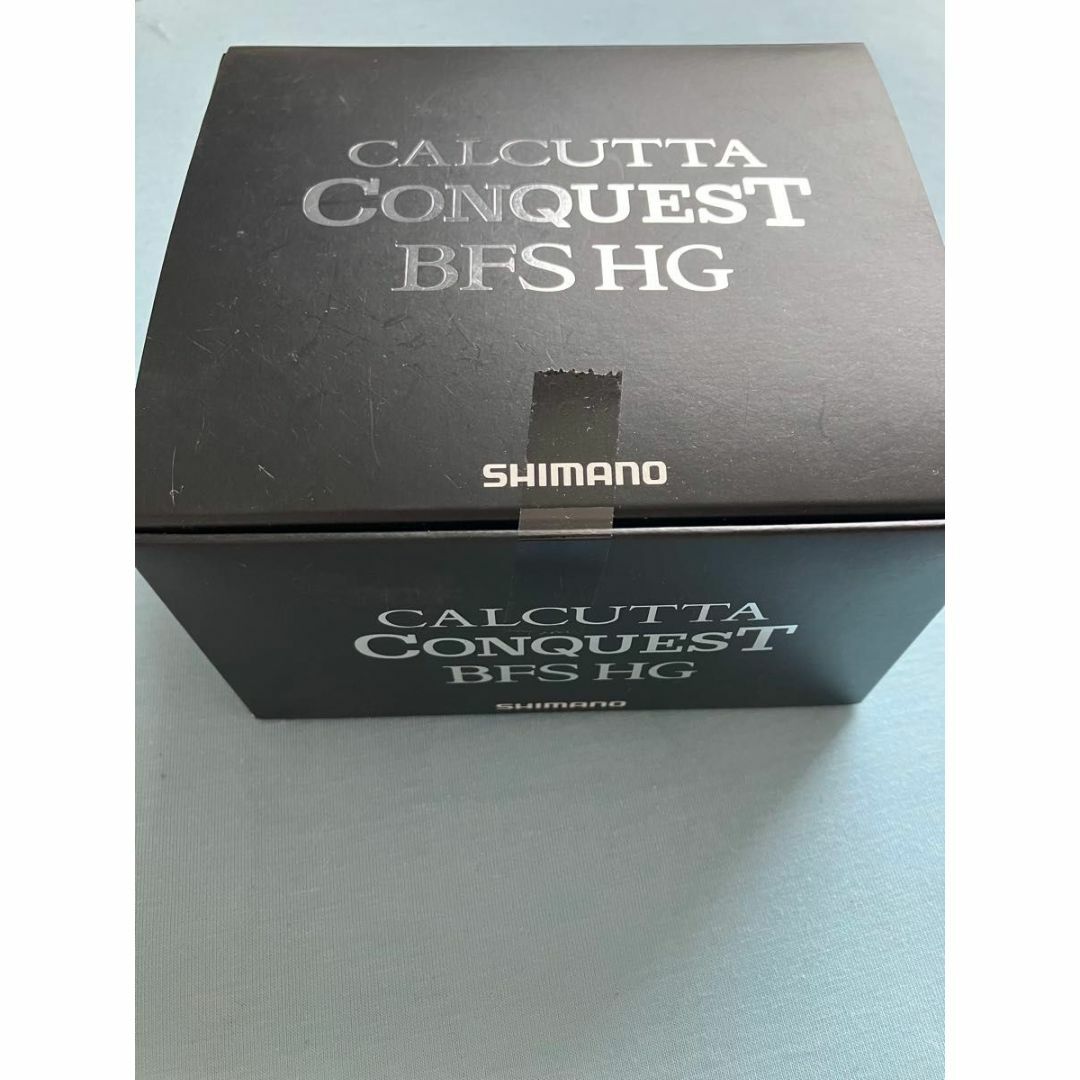 CALCUTTA
CONQUEST
BFS HG
SHIMANO
CALCUTTA
CONQUEST
BFS HG
SHIMANO